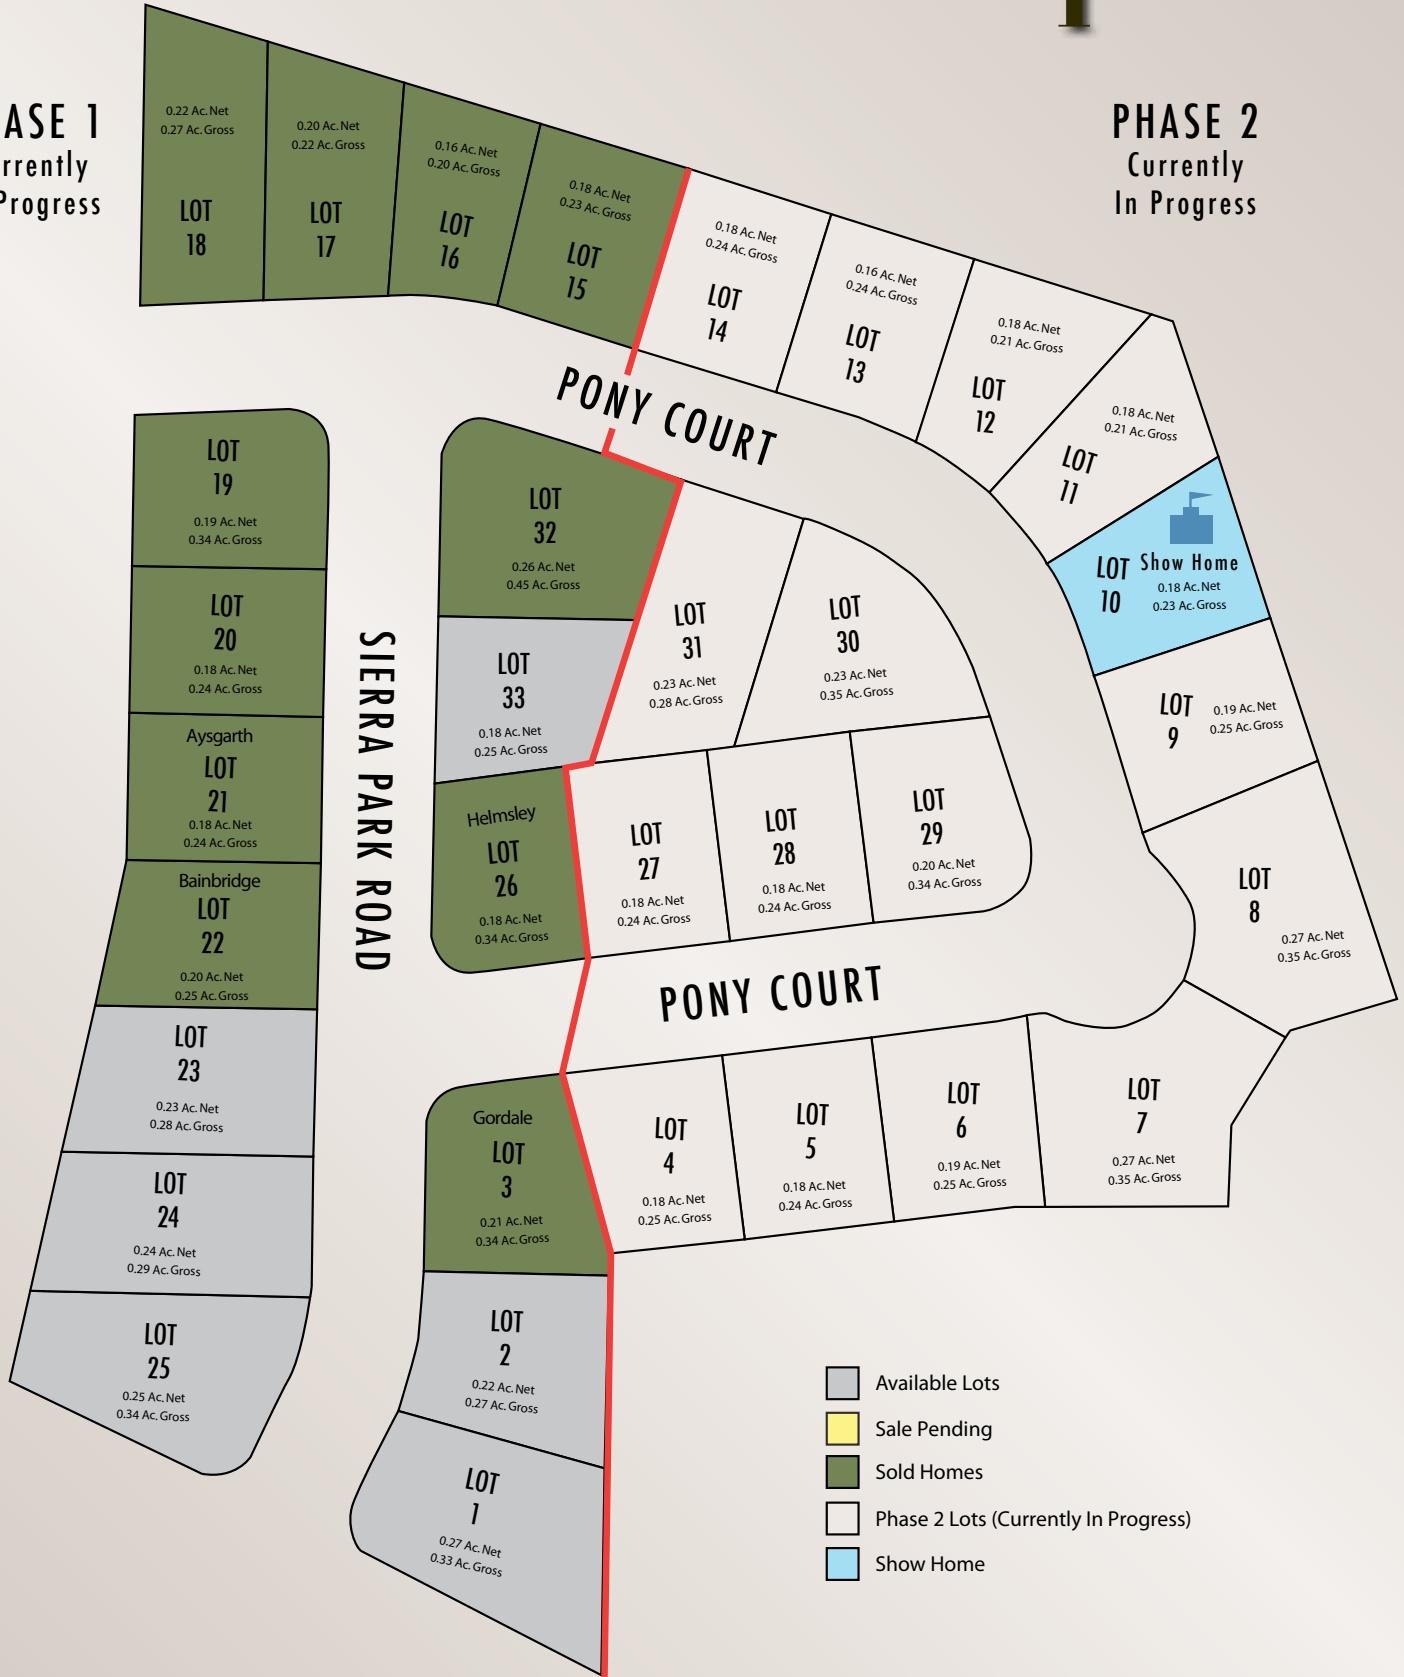 ASE 1
rrently
Progress
PHASE 2
Currently
In Progress
0.22 Ac. Net
0.27 Ac. Gross
LOT
18
0.20 Ac. Net
0.22 Ac. Gross
LOT
17
0.16 Ac. Net
0.20 Ac. Gross
LOT
16
0.18 Ac. Net
0.23 Ac. Gross
LOT
15
0.18 Ac. Net
0.24 Ac. Gross
LOT
14
0.16 Ac. Net
0.24 Ac. Gross
LOT
13
0.18 Ac. Net
0.21 Ac. Gross
LOT
12
0.18 Ac. Net
0.21 Ac. Gross
LOT
11
PONY COURT
LOT
10
Show Home
0.18 Ac. Net
0.23 Ac. Gross
LOT
9
0.19 Ac. Net
0.25 Ac. Gross
LOT
8
0.27 Ac. Net
0.35 Ac. Gross
LOT
19
0.19 Ac. Net
0.34 Ac. Gross
LOT
20
0.18 Ac. Net
0.24 Ac. Gross
Aysgarth
LOT
21
0.18 Ac. Net
0.24 Ac. Gross
Bainbridge
LOT
22
0.20 Ac. Net
0.25 Ac. Gross
LOT
23
0.23 Ac. Net
0.28 Ac. Gross
LOT
24
0.24 Ac. Net
0.29 Ac. Gross
LOT
25
0.25 Ac. Net
0.34 Ac. Gross
SIERRA PARK ROAD
LOT
32
0.26 Ac. Net
0.45 Ac. Gross
LOT
33
0.18 Ac. Net
0.25 Ac. Gross
LOT
31
0.23 Ac. Net
0.28 Ac. Gross
LOT
30
0.23 Ac. Net
0.35 Ac. Gross
Helmsley
LOT
26
0.18 Ac. Net
0.34 Ac. Gross
LOT
27
0.18 Ac. Net
0.24 Ac. Gross
LOT
28
0.18 Ac. Net
0.24 Ac. Gross
LOT
29
0.20 Ac. Net
0.34 Ac. Gross
PONY COURT
Gordale
LOT
3
0.21 Ac. Net
0.34 Ac. Gross
LOT
4
0.18 Ac. Net
0.25 Ac. Gross
LOT
5
0.18 Ac. Net
0.24 Ac. Gross
LOT
6
0.19 Ac. Net
0.25 Ac. Gross
LOT
7
0.27 Ac. Net
0.35 Ac. Gross
LOT
2
0.22 Ac. Net
0.27 Ac. Gross
LOT
1
0.27 Ac. Net
0.33 Ac. Gross
Available Lots
Sale Pending
Sold Homes
Phase 2 Lots (Currently In Progress)
Show Home